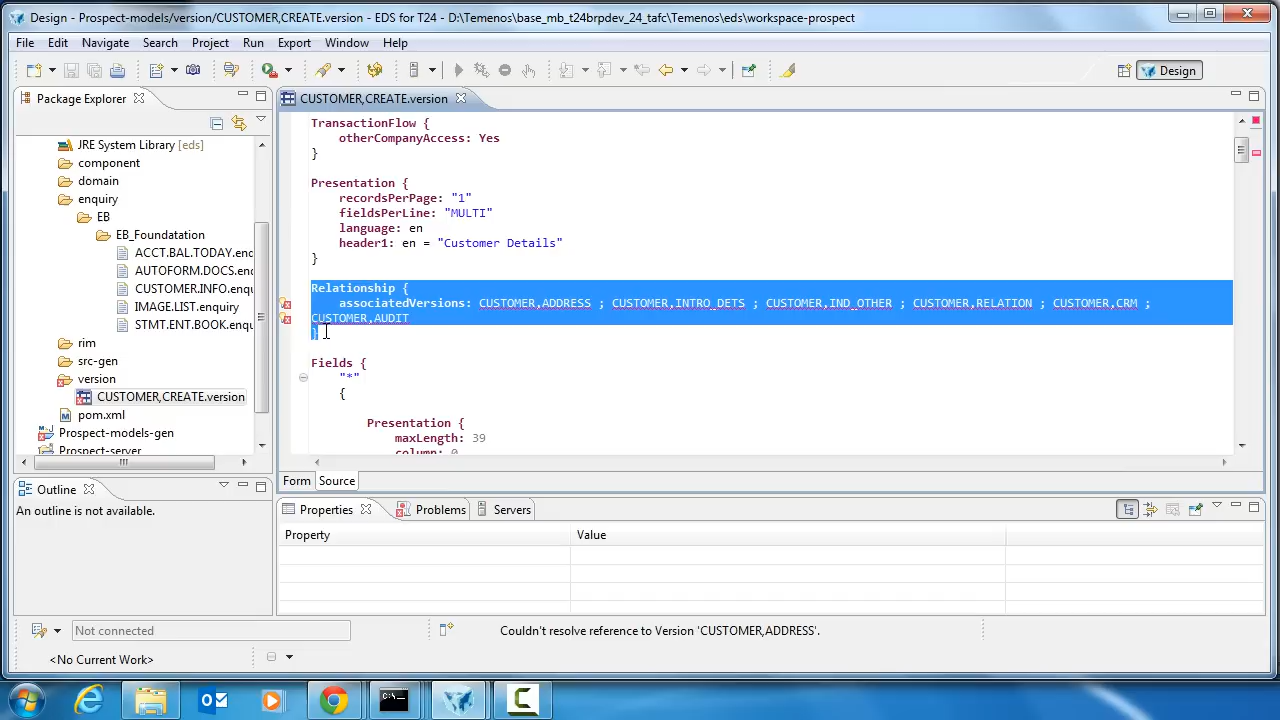 Design - Prospect-models/version/CUSTOMER,CREATE.version - EDS for T24 - D:\Temenos\base_mb_t24brpdev_24_tafc\Temenos.eds\workspace-prospect
File Edit Navigate Search Project Run Export Window Help
Design
Package Explorer
JRE System Library [eds]
component
domain
enquiry
EB
EB_Foundatation
ACCT.BAL.TODAY.enq
AUTOFORM.DOCS.enq
CUSTOMER.INFO.enqu
IMAGE.LIST.enquiry
STMT.ENT.BOOK.enqu
rim
src-gen
version
CUSTOMER,CREATE.version
pom.xml
Prospect-models-gen
Prospect-server
CUSTOMER,CREATE.version
TransactionFlow {
otherCompanyAccess: Yes
}
Presentation {
recordsPerPage: "1"
fieldsPerLine: "MULTI"
language: en
header1: en = "Customer Details"
}
Relationship {
associatedVersions: CUSTOMER,ADDRESS ; CUSTOMER,INTRO_DETS ; CUSTOMER,IND_OTHER ; CUSTOMER,RELATION ; CUSTOMER,CRM ;
CUSTOMER,AUDIT
}
Fields {
"*"
{
Presentation {
maxLength: 39
column: 0
Form Source
Outline
An outline is not available.
Properties Problems Servers
Property Value
Not connected
Couldn't resolve reference to Version 'CUSTOMER,ADDRESS'.
<No Current Work>